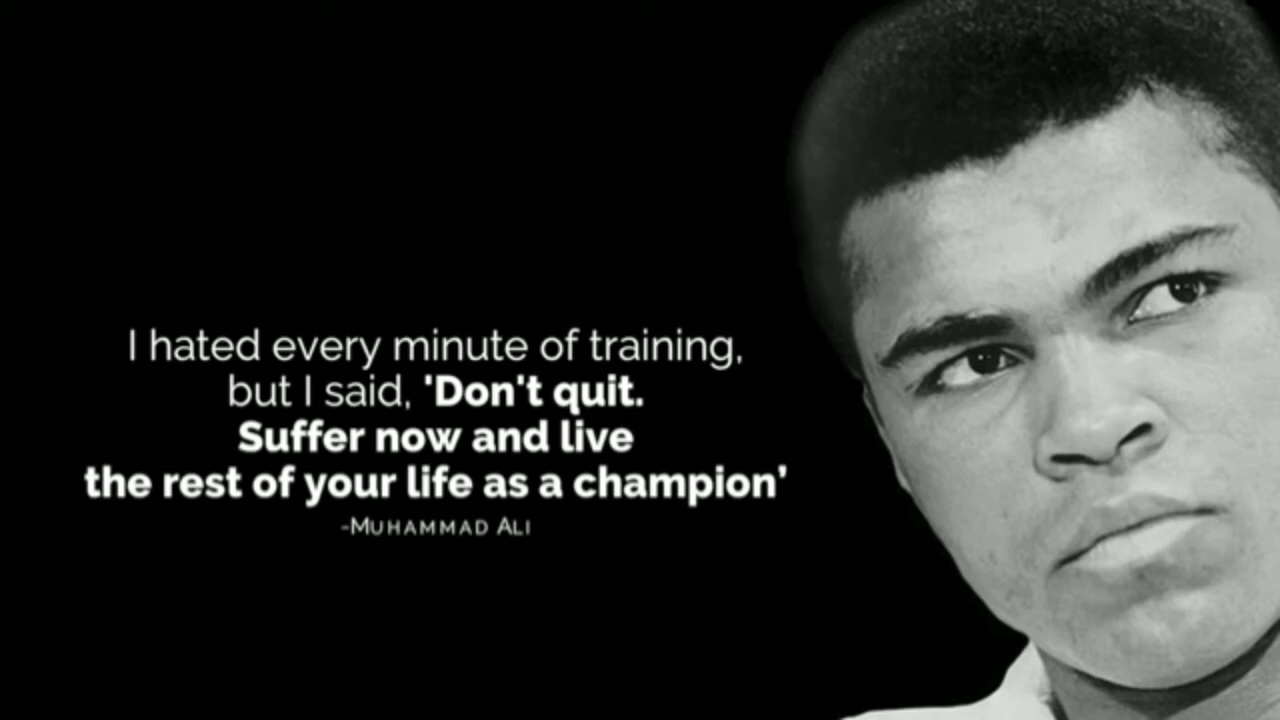 I hated every minute of training,
but I said, 'Don't quit.
Suffer now and live
the rest of your life as a champion’
-MUHAMMAD ALI